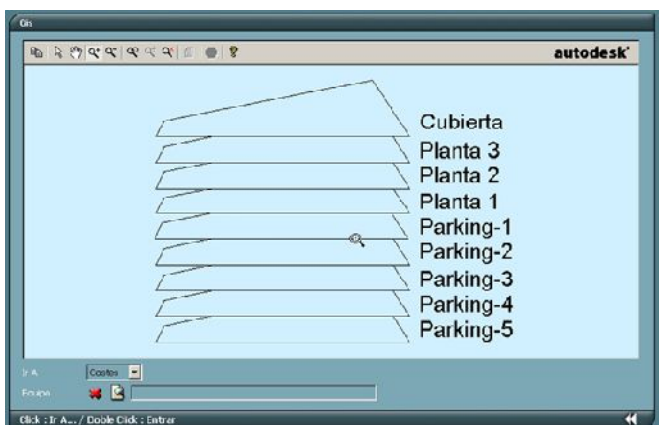 Gis
autodesk®
Cubierta
Planta 3
Planta 2
Planta 1
Parking-1
Parking-2
Parking-3
Parking-4
Parking-5
Ir A
Costes
Equipo
Click : Ir A... / Doble Click : Entrar